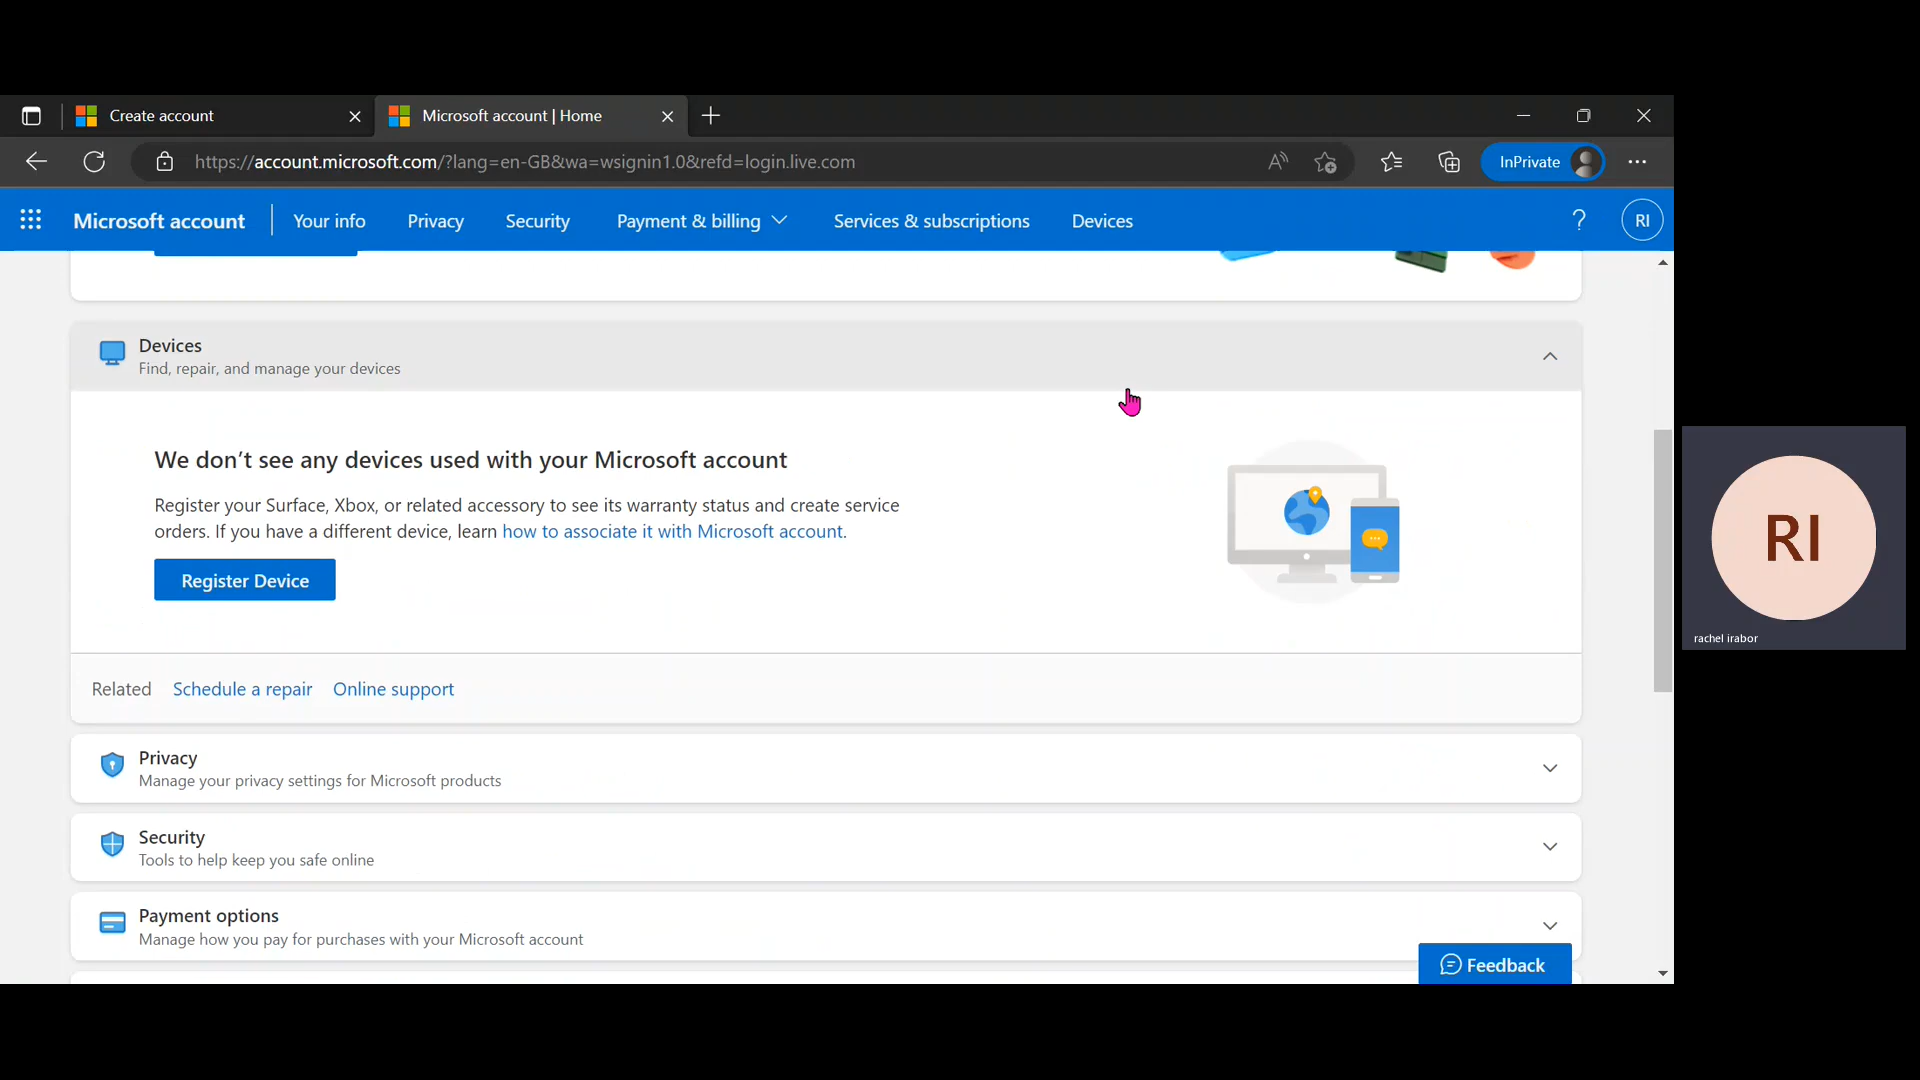 Create account
Microsoft account | Home
https://account.microsoft.com/?lang=en-GB&wa=wsignin1.0&refd=login.live.com
InPrivate
Microsoft account
Your info
Privacy
Security
Payment & billing
Services & subscriptions
Devices
?
RI
Devices
Find, repair, and manage your devices
We don't see any devices used with your Microsoft account
Register your Surface, Xbox, or related accessory to see its warranty status and create service
orders. If you have a different device, learn how to associate it with Microsoft account.
Register Device
Related Schedule a repair Online support
Privacy
Manage your privacy settings for Microsoft products
Security
Tools to help keep you safe online
Payment options
Manage how you pay for purchases with your Microsoft account
Feedback
RI
rachel irabor